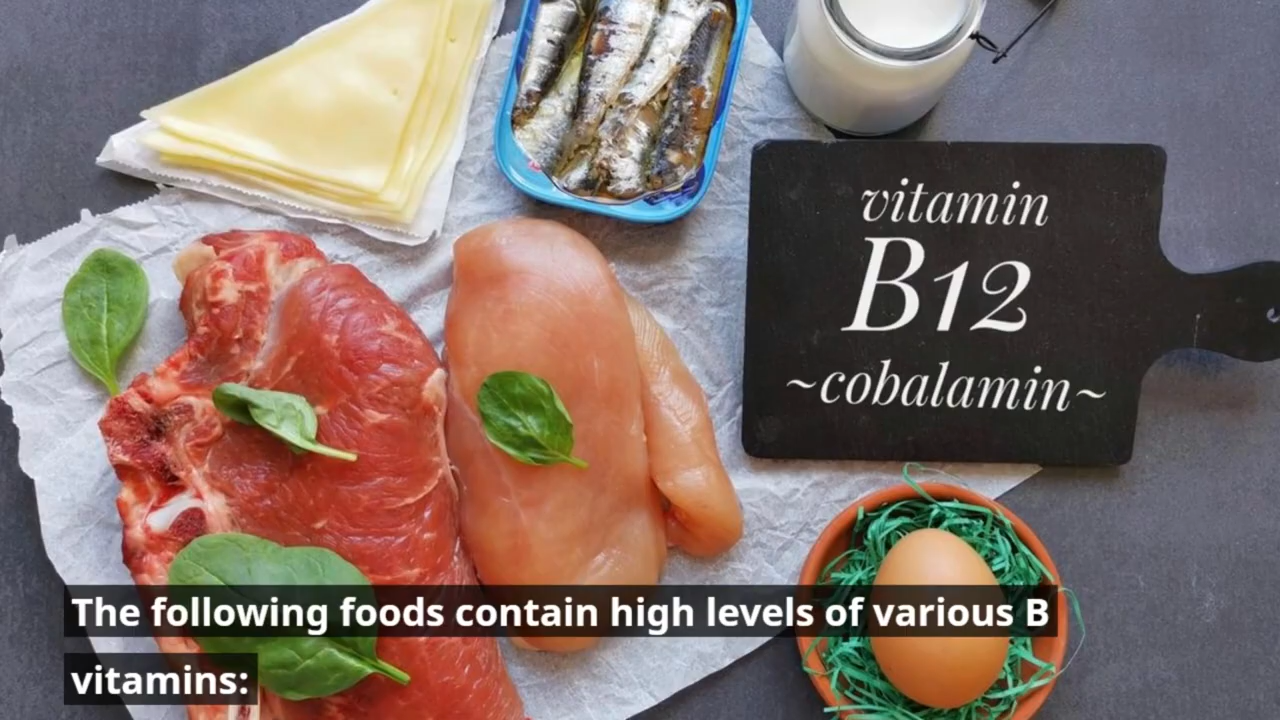 vitamin
B12
~cobalamin~
The following foods contain high levels of various B
vitamins: